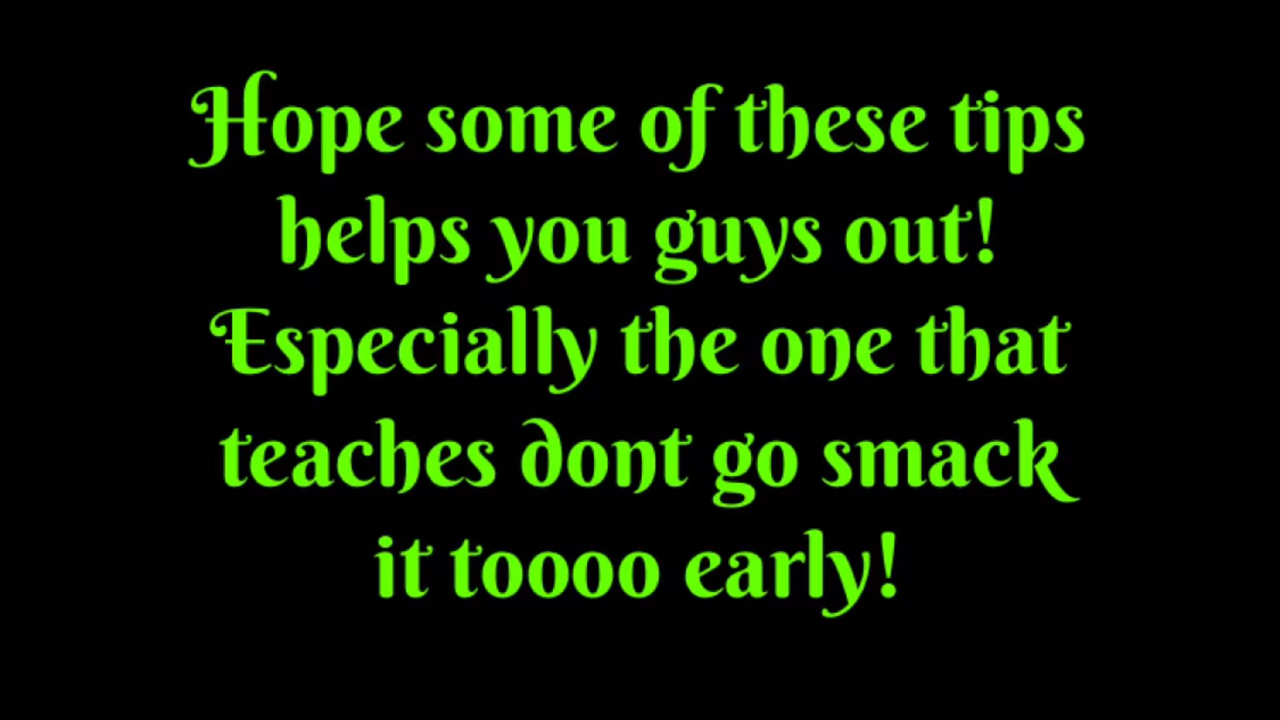 Hope some of these tips
helps you guys out!
Especially the one that
teaches dont go smack
it toooo early!